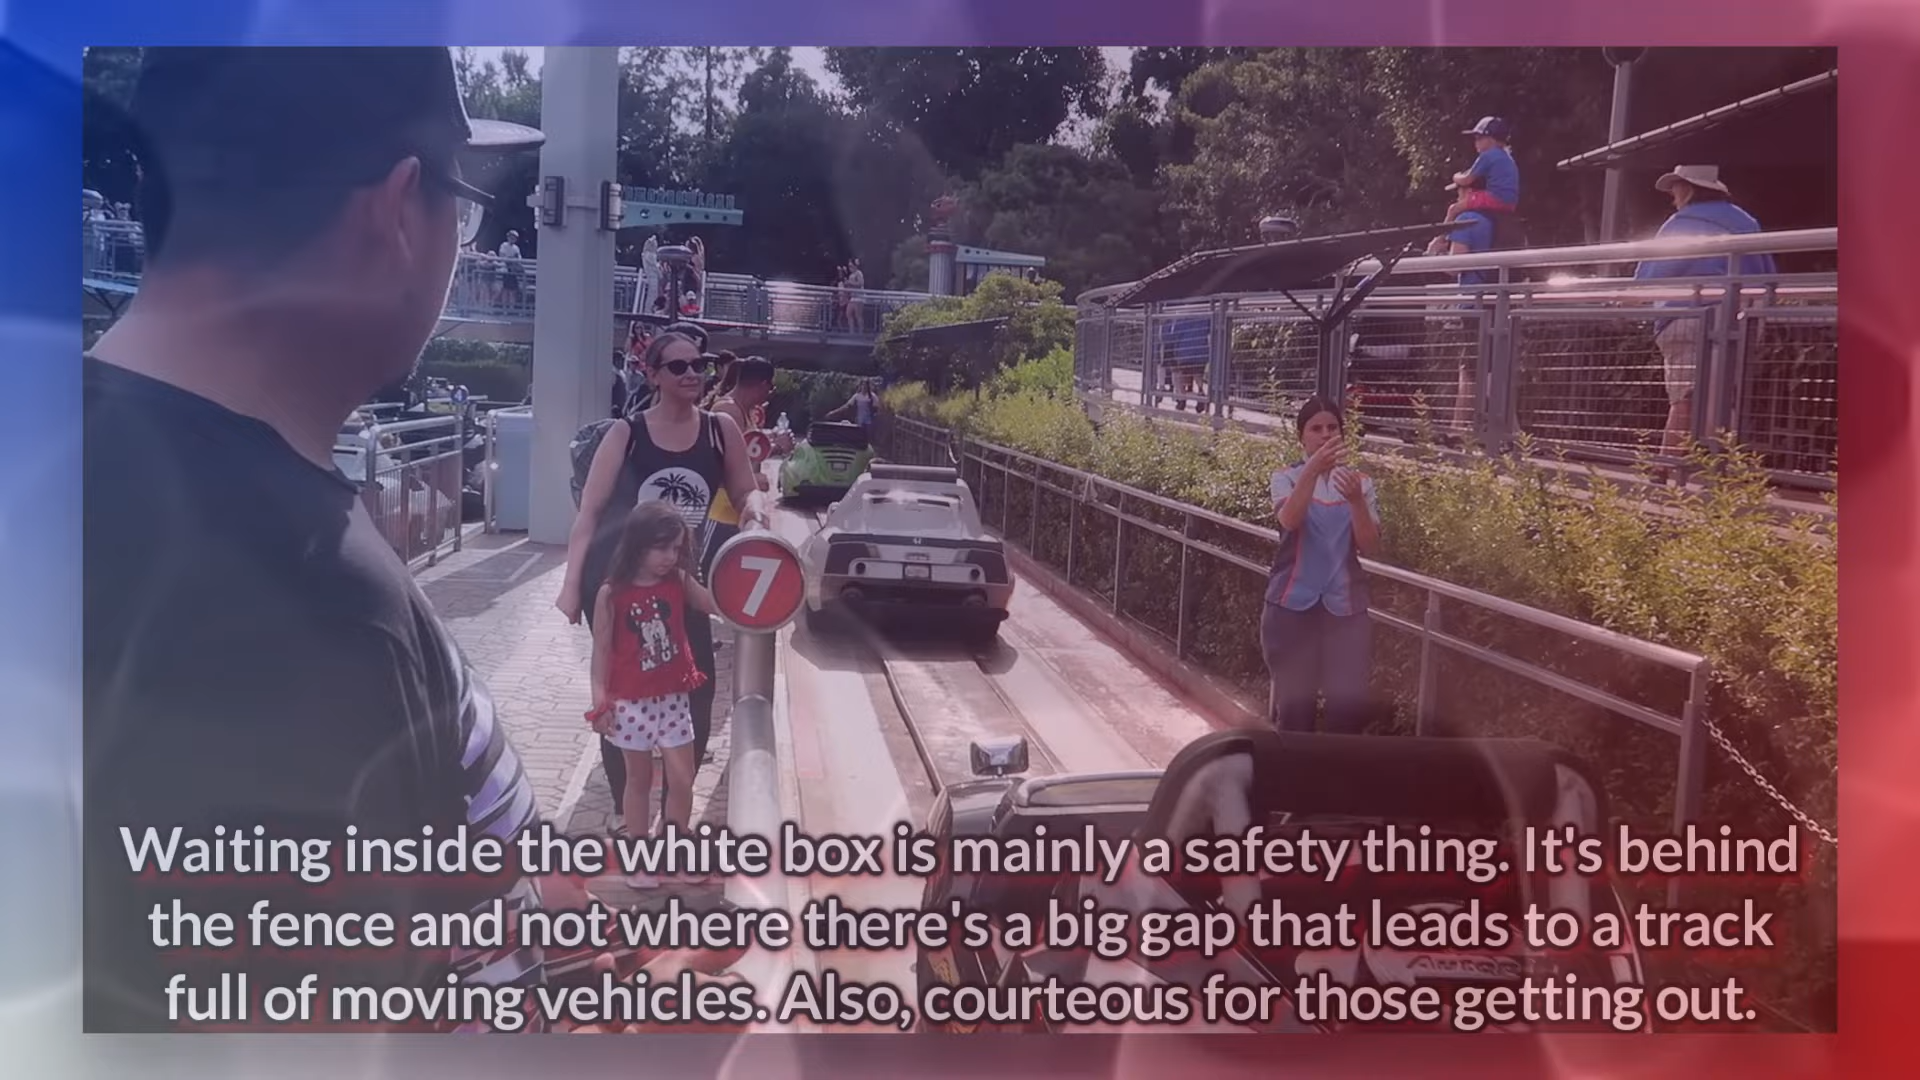 6
7
Waiting inside the white box is mainly a safety thing. It's behind
the fence and not where there's a big gap that leads to a track
full of moving vehicles. Also, courteous for those getting out.